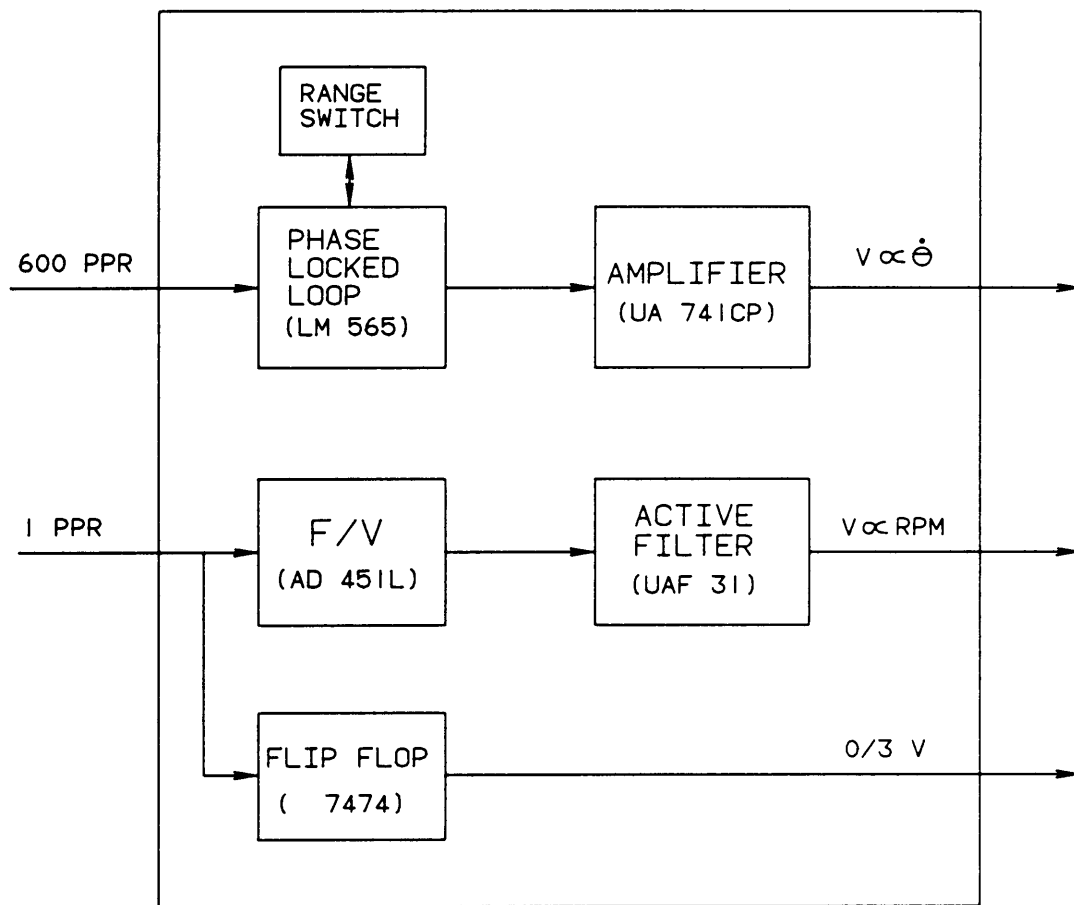 RANGE
SWITCH
600 PPR
PHASE
LOCKED
LOOP
(LM 565)
AMPLIFIER
(UA 741CP)
V ∝ θ̇
1 PPR
F/V
(AD 451L)
ACTIVE
FILTER
(UAF 31)
V ∝ RPM
FLIP FLOP
( 7474)
0/3 V